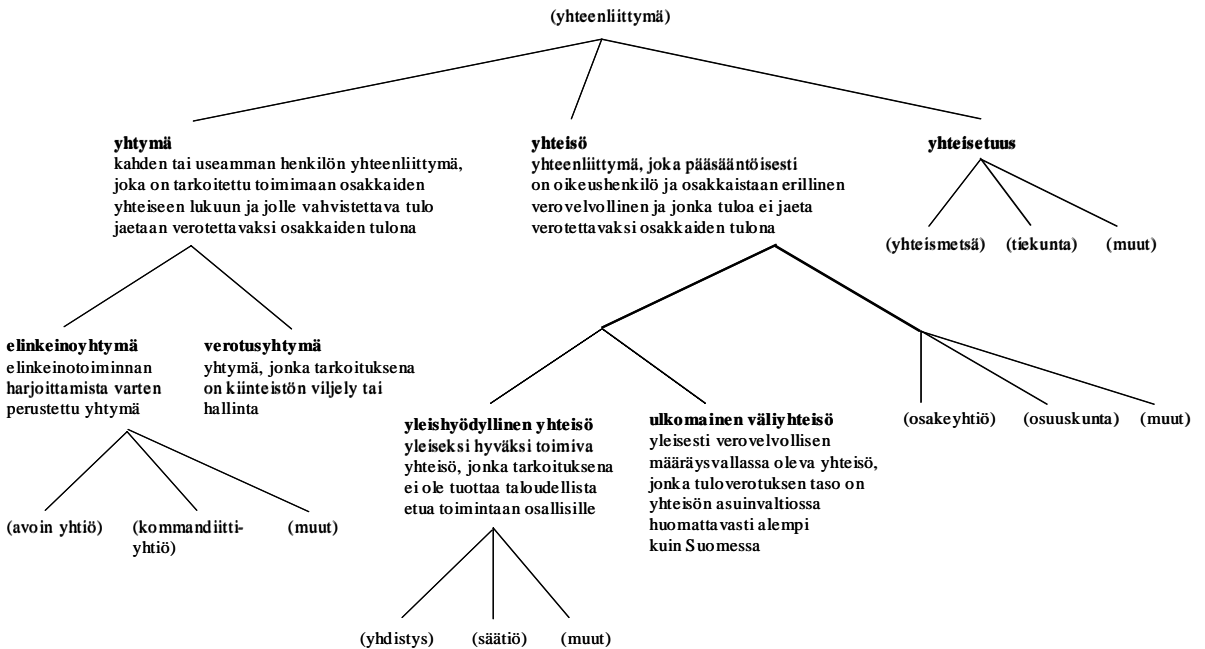 (yhteenliittymä)
yhtymä
kahden tai useamman henkilön yhteenliittymä,
joka on tarkoitettu toimimaan osakkaiden
yhteiseen lukuun ja jolle vahvistettava tulo
jaetaan verotettavaksi osakkaiden tulona
yhteisö
yhteenliittymä, joka pääsääntöisesti
on oikeushenkilö ja osakkaistaan erillinen
verovelvollinen ja jonka tuloa ei jaeta
verotettavaksi osakkaiden tulona
yhteisetuus
(yhteismetsä)
(tiekunta)
(muut)
elinkeinoyhtymä
elinkeinotoiminnan
harjoittamista varten
perustettu yhtymä
verotusyhtymä
yhtymä, jonka tarkoituksena
on kiinteistön viljely tai
hallinta
yleishyödyllinen yhteisö
yleiseksi hyväksi toimiva
yhteisö, jonka tarkoituksena
ei ole tuottaa taloudellista
etua toimintaan osallisille
ulkomainen väliyhteisö
yleisesti verovelvollisen
määräysvallassa oleva yhteisö,
jonka tuloverotuksen taso on
yhteisön asuinvaltiossa
huomattavasti alempi
kuin Suomessa
(osakeyhtiö)
(osuuskunta)
(muut)
(avoin yhtiö)
(kommandiitti-
yhtiö)
(muut)
(yhdistys)
(säätiö)
(muut)